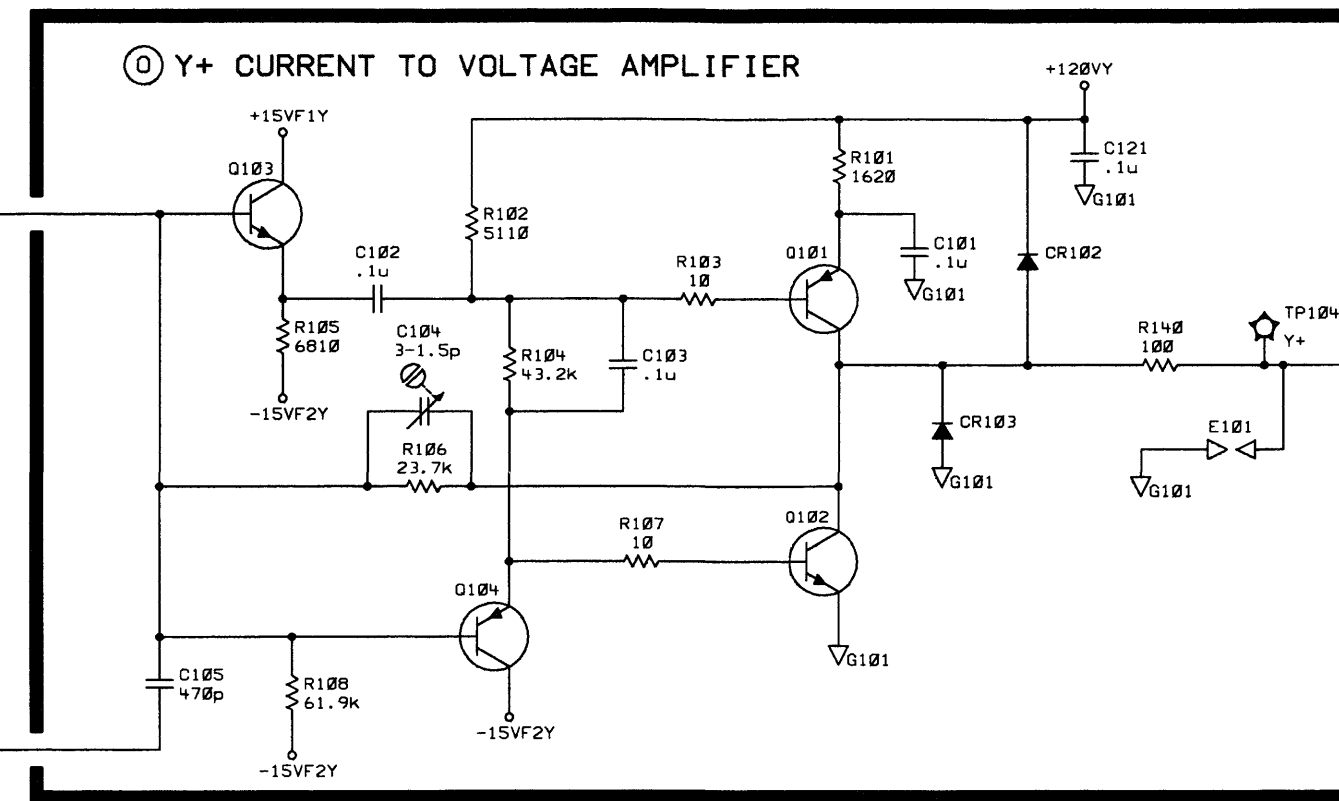 O Y+ CURRENT TO VOLTAGE AMPLIFIER
+120VY
+15VF1Y
Q103
C121
.1u
G101
R101
1620
R102
5110
C102
.1u
Q101
C101
.1u
G101
CR102
R103
10
R105
6810
C104
3-1.5p
R104
43.2k
C103
.1u
R140
100
TP104
Y+
-15VF2Y
CR103
G101
E101
G101
R106
23.7k
R107
10
Q102
Q104
G101
C105
470p
R108
61.9k
-15VF2Y
-15VF2Y